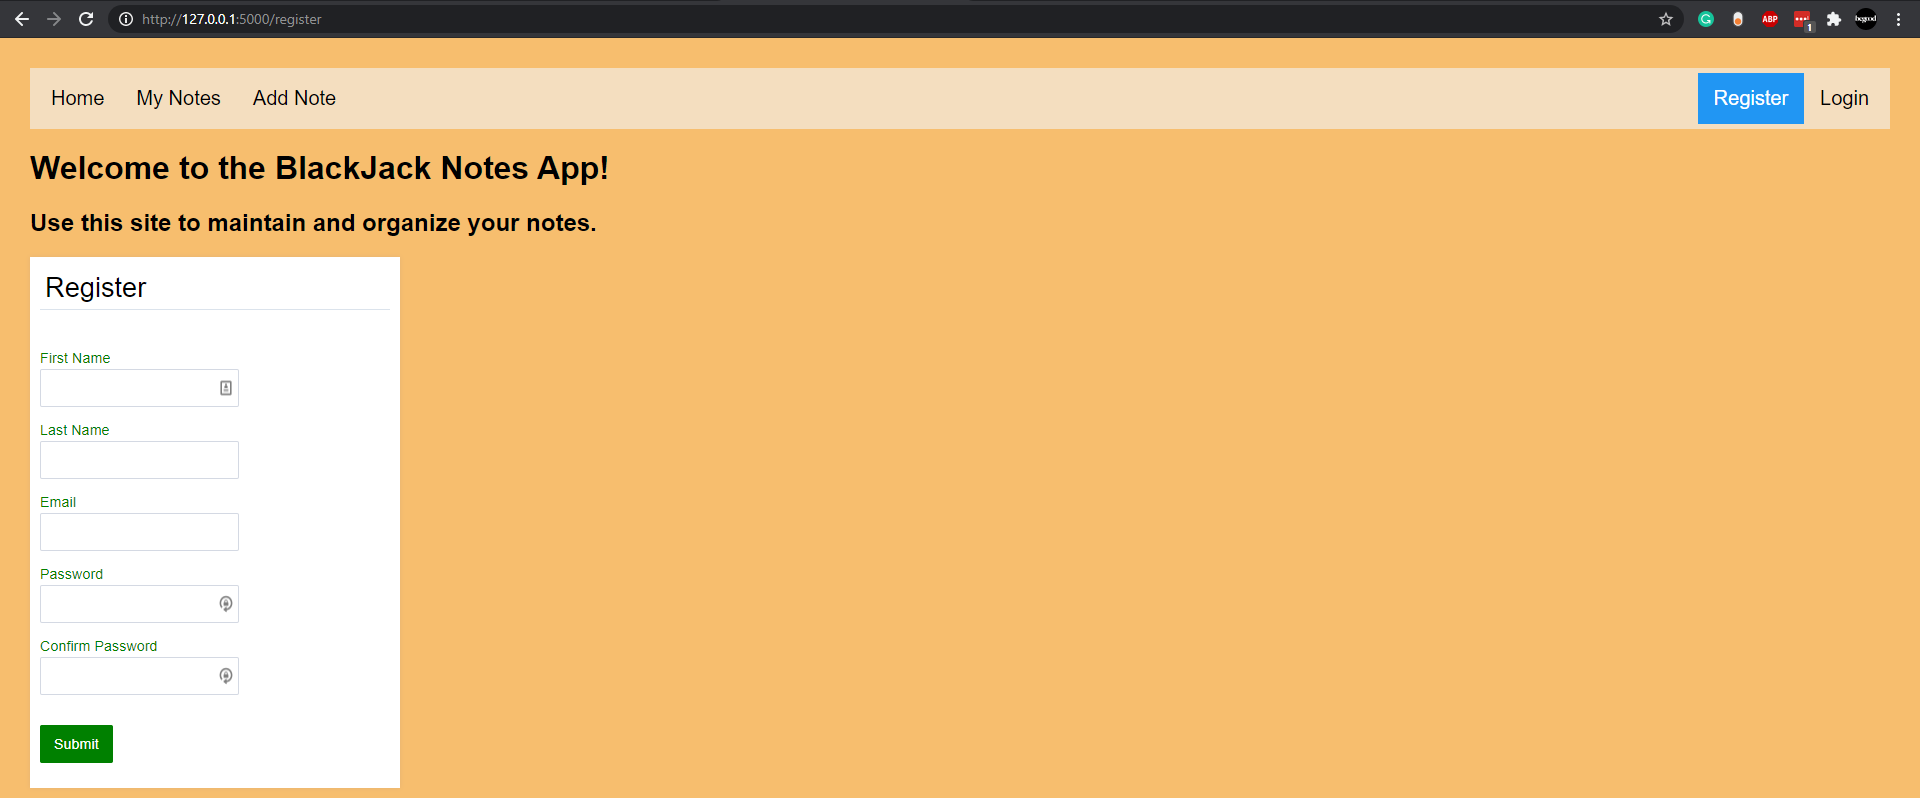 http://127.0.0.1:5000/register
ABP
1
Home My Notes Add Note Register Login
Welcome to the BlackJack Notes App!
Use this site to maintain and organize your notes.
Register
First Name
Last Name
Email
Password
Confirm Password
Submit